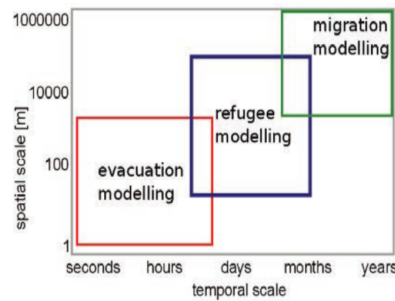 1000000
migration
modelling
10000
refugee
modelling
spatial scale [m]
100
evacuation
modelling
1
seconds hours days months years
temporal scale